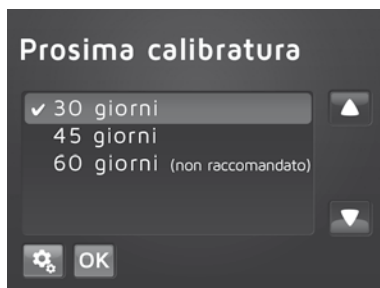 Prosima calibratura
30 giorni
45 giorni
60 giorni (non raccomandato)
OK